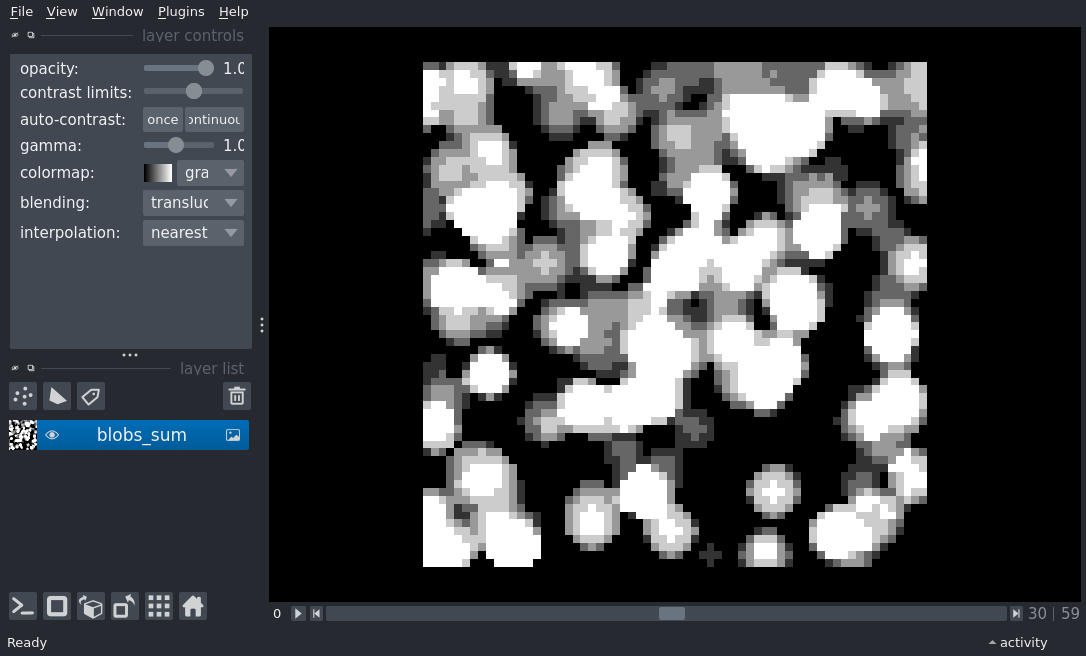 File View Window Plugins Help
layer controls
opacity: 1.0
contrast limits:
auto-contrast: once ontinuou
gamma: 1.0
colormap: gra
blending: transluc
interpolation: nearest
layer list
blobs_sum
0 30 | 59
Ready activity